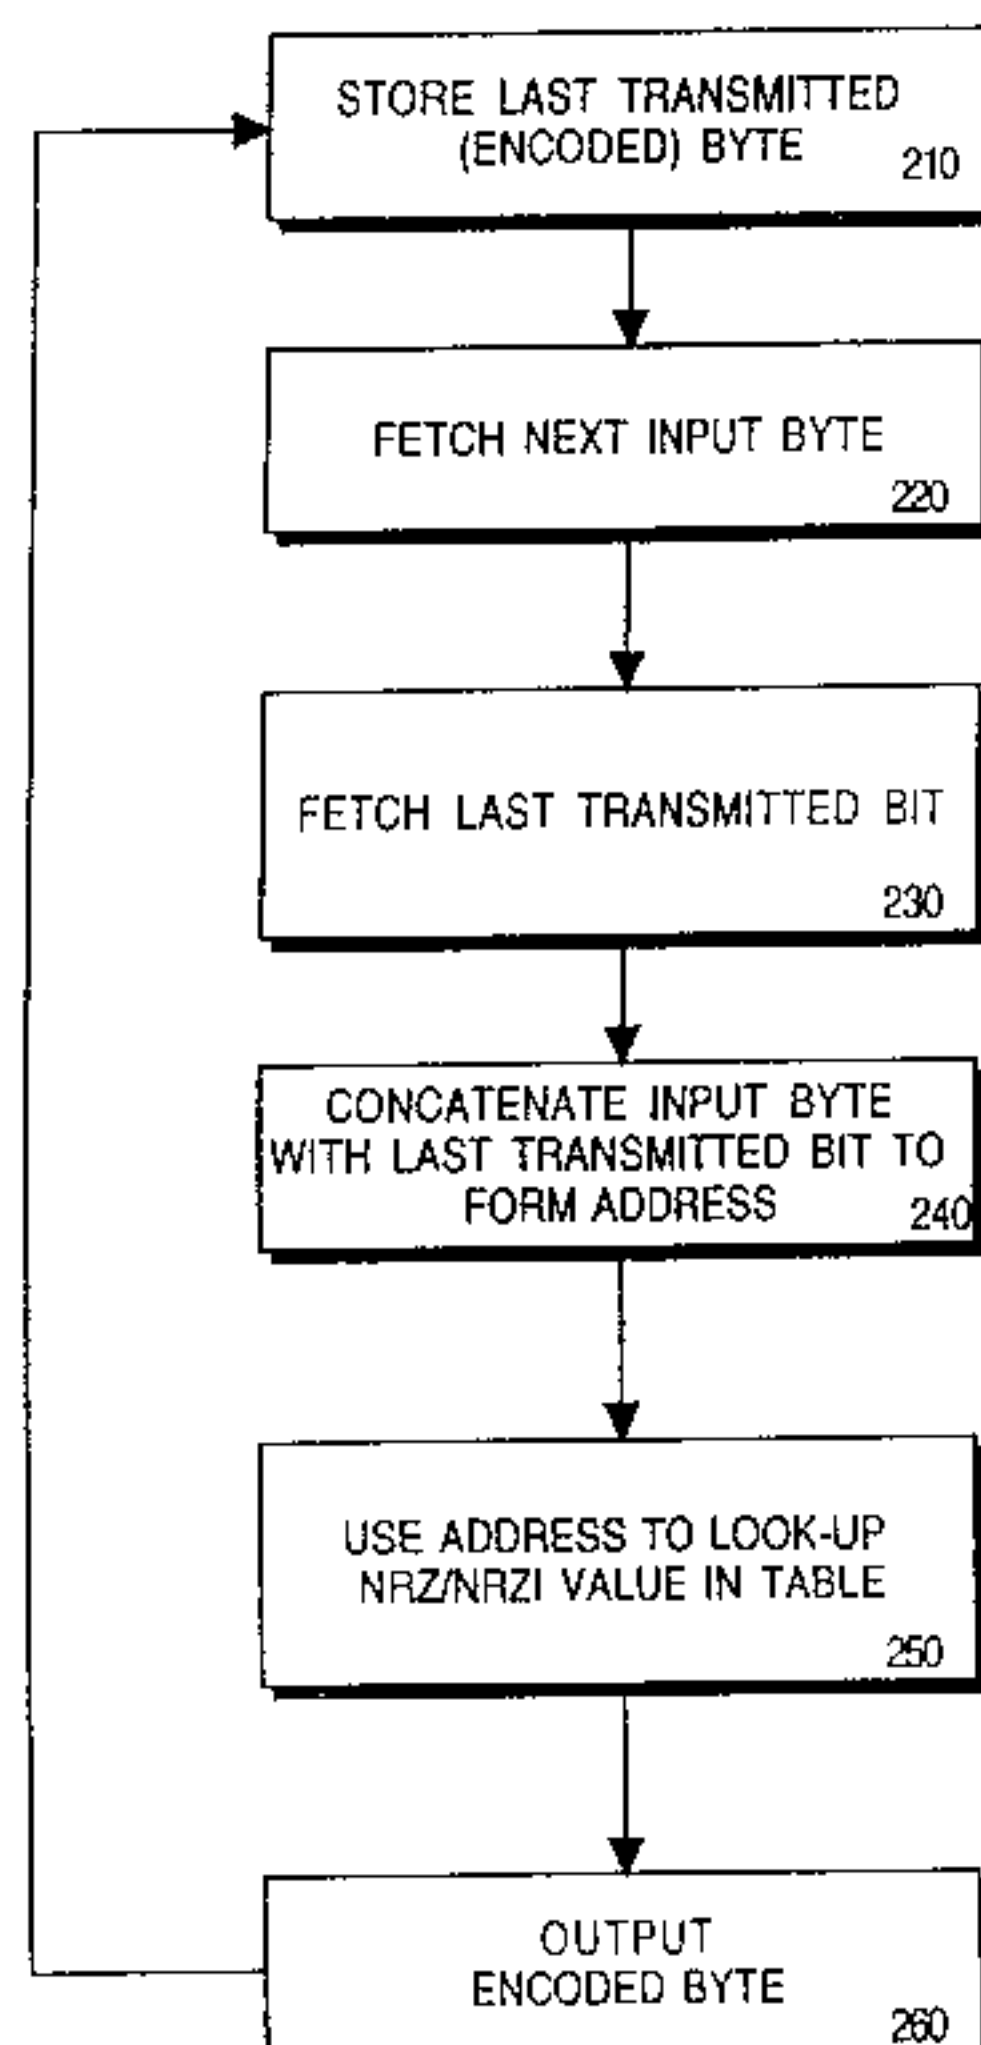 STORE LAST TRANSMITTED
(ENCODED) BYTE
210
FETCH NEXT INPUT BYTE
220
FETCH LAST TRANSMITTED BIT
230
CONCATENATE INPUT BYTE
WITH LAST TRANSMITTED BIT TO
FORM ADDRESS
240
USE ADDRESS TO LOOK-UP
NRZ/NRZI VALUE IN TABLE
250
OUTPUT
ENCODED BYTE
260